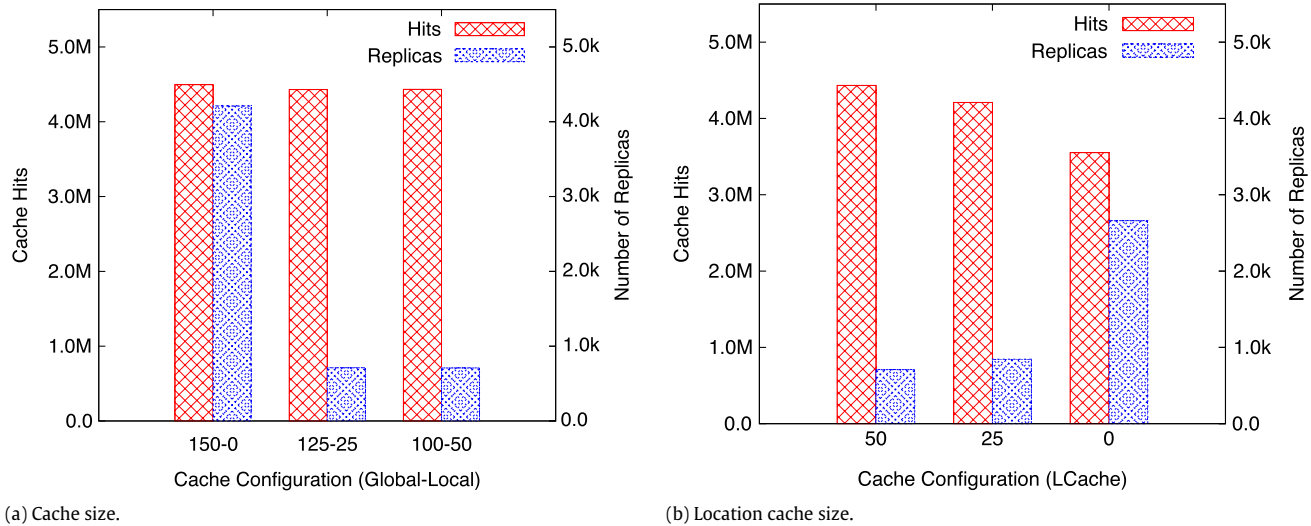 Hits
Replicas
5.0M
4.0M
3.0M
2.0M
1.0M
0.0
Cache Hits
5.0k
4.0k
3.0k
2.0k
1.0k
0.0
Number of Replicas
150-0 125-25 100-50
Cache Configuration (Global-Local)
(a) Cache size.
Hits
Replicas
5.0M
4.0M
3.0M
2.0M
1.0M
0.0
Cache Hits
5.0k
4.0k
3.0k
2.0k
1.0k
0.0
Number of Replicas
50 25 0
Cache Configuration (LCache)
(b) Location cache size.